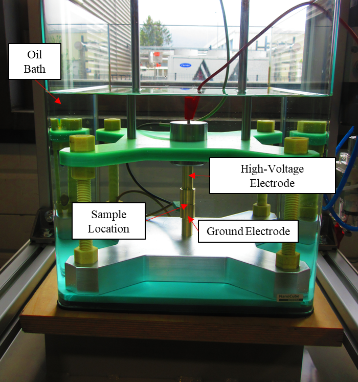 Oil
Bath
High-Voltage
Electrode
Sample
Location
Ground Electrode